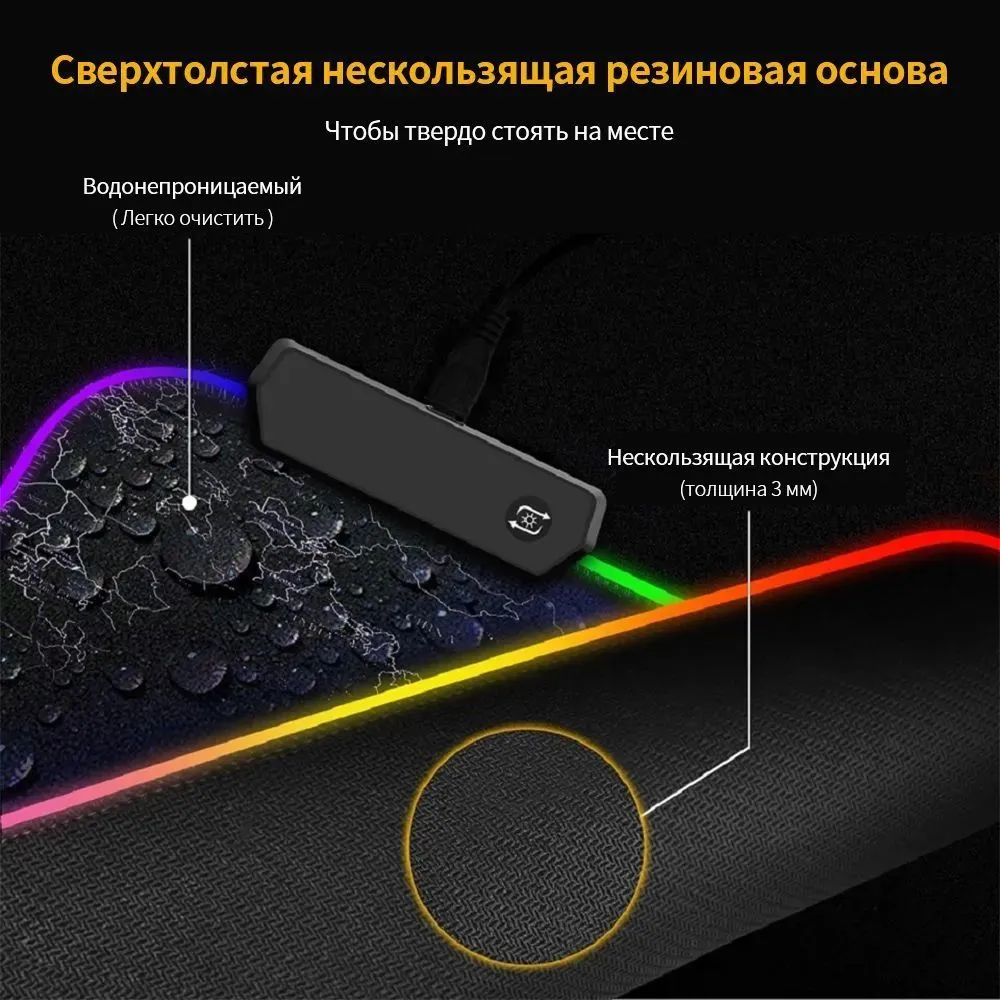 Сверхтолстая нескользящая резиновая основа
Чтобы твердо стоять на месте
Водонепроницаемый
( Легко очистить )
Нескользящая конструкция
(толщина 3 мм)